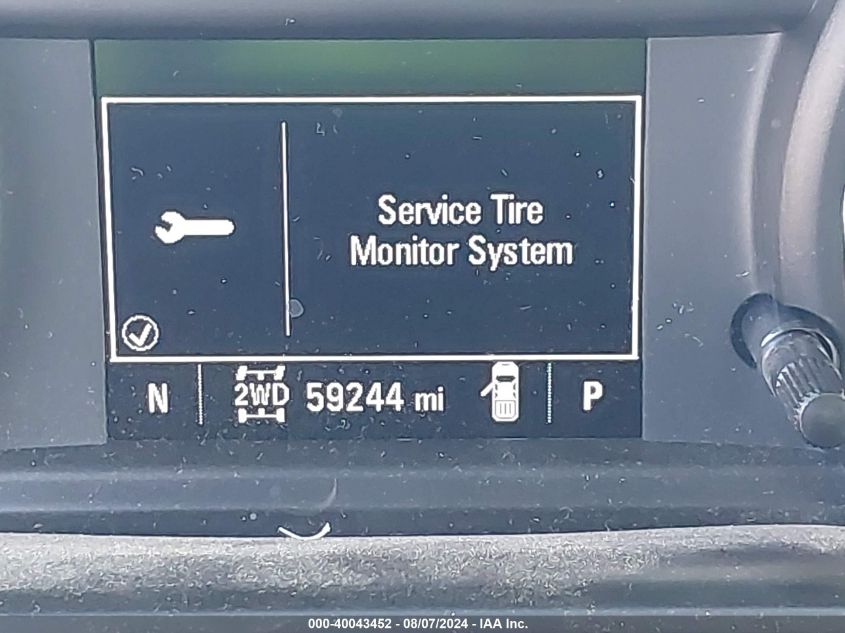 Service Tire
Monitor System
N 2WD 59244 mi P
000-40043452 - 08/07/2024 - IAA Inc.